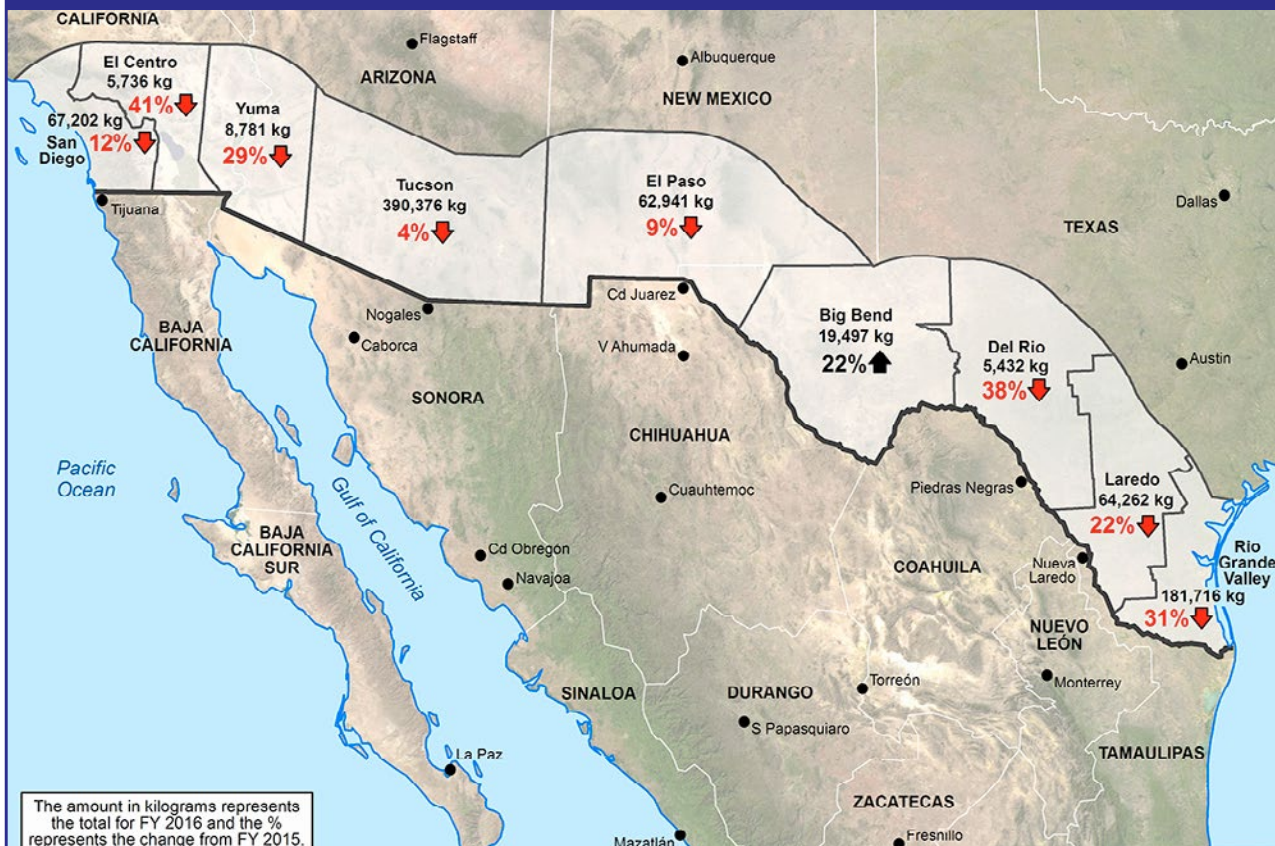 CALIFORNIA
El Centro
5,736 kg
41%
67,202 kg
12%
San
Diego
Yuma
8,781 kg
29%
Flagstaff
ARIZONA
Albuquerque
NEW MEXICO
Tucson
390,376 kg
4%
El Paso
62,941 kg
9%
Dallas
TEXAS
Tijuana
Cd Juarez
Nogales
Caborca
V Ahumada
Big Bend
19,497 kg
22%
Del Rio
5,432 kg
38%
Austin
BAJA
CALIFORNIA
SONORA
CHIHUAHUA
Pacific
Ocean
Gulf of California
Cuauhtemoc
Piedras Negras
Laredo
64,262 kg
22%
Rio
Grande
Valley
181,716 kg
31%
BAJA
CALIFORNIA
SUR
Cd Obregón
Navajoa
COAHUILA
Nueva
Laredo
NUEVO
LEÓN
Monterrey
SINALOA
DURANGO
Torreón
S Papasquiaro
TAMAULIPAS
La Paz
ZACATECAS
Fresnillo
Mazatlán
The amount in kilograms represents
the total for FY 2016 and the %
represents the change from FY 2015.